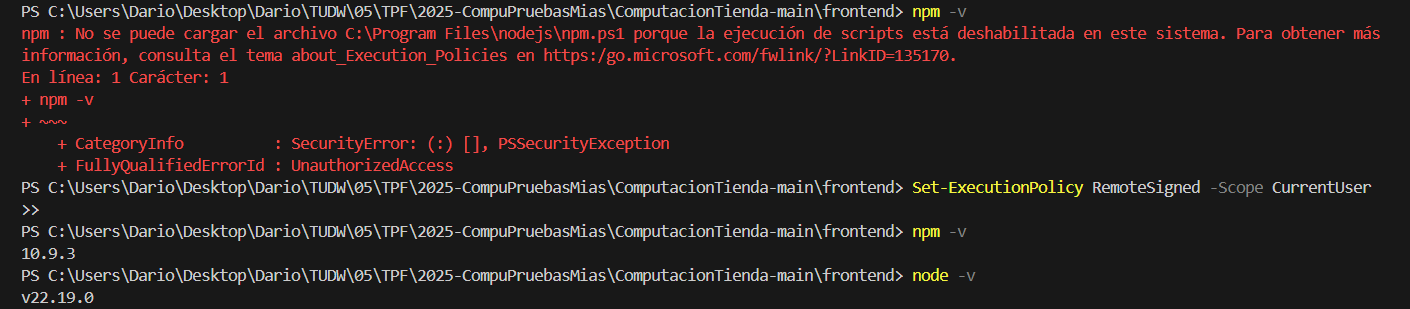 PS C:\Users\Dario\Desktop\Dario\TUDW\05\TPF\2025-CompuPruebasMias\ComputacionTienda-main\frontend> npm -v
npm : No se puede cargar el archivo C:\Program Files\nodejs\npm.ps1 porque la ejecución de scripts está deshabilitada en este sistema. Para obtener más
información, consulta el tema about_Execution_Policies en https:/go.microsoft.com/fwlink/?LinkID=135170.
En línea: 1 Carácter: 1
+ npm -v
+ ~~~
    + CategoryInfo          : SecurityError: (:) [], PSSecurityException
    + FullyQualifiedErrorId : UnauthorizedAccess
PS C:\Users\Dario\Desktop\Dario\TUDW\05\TPF\2025-CompuPruebasMias\ComputacionTienda-main\frontend> Set-ExecutionPolicy RemoteSigned -Scope CurrentUser
>>
PS C:\Users\Dario\Desktop\Dario\TUDW\05\TPF\2025-CompuPruebasMias\ComputacionTienda-main\frontend> npm -v
10.9.3
PS C:\Users\Dario\Desktop\Dario\TUDW\05\TPF\2025-CompuPruebasMias\ComputacionTienda-main\frontend> node -v
v22.19.0